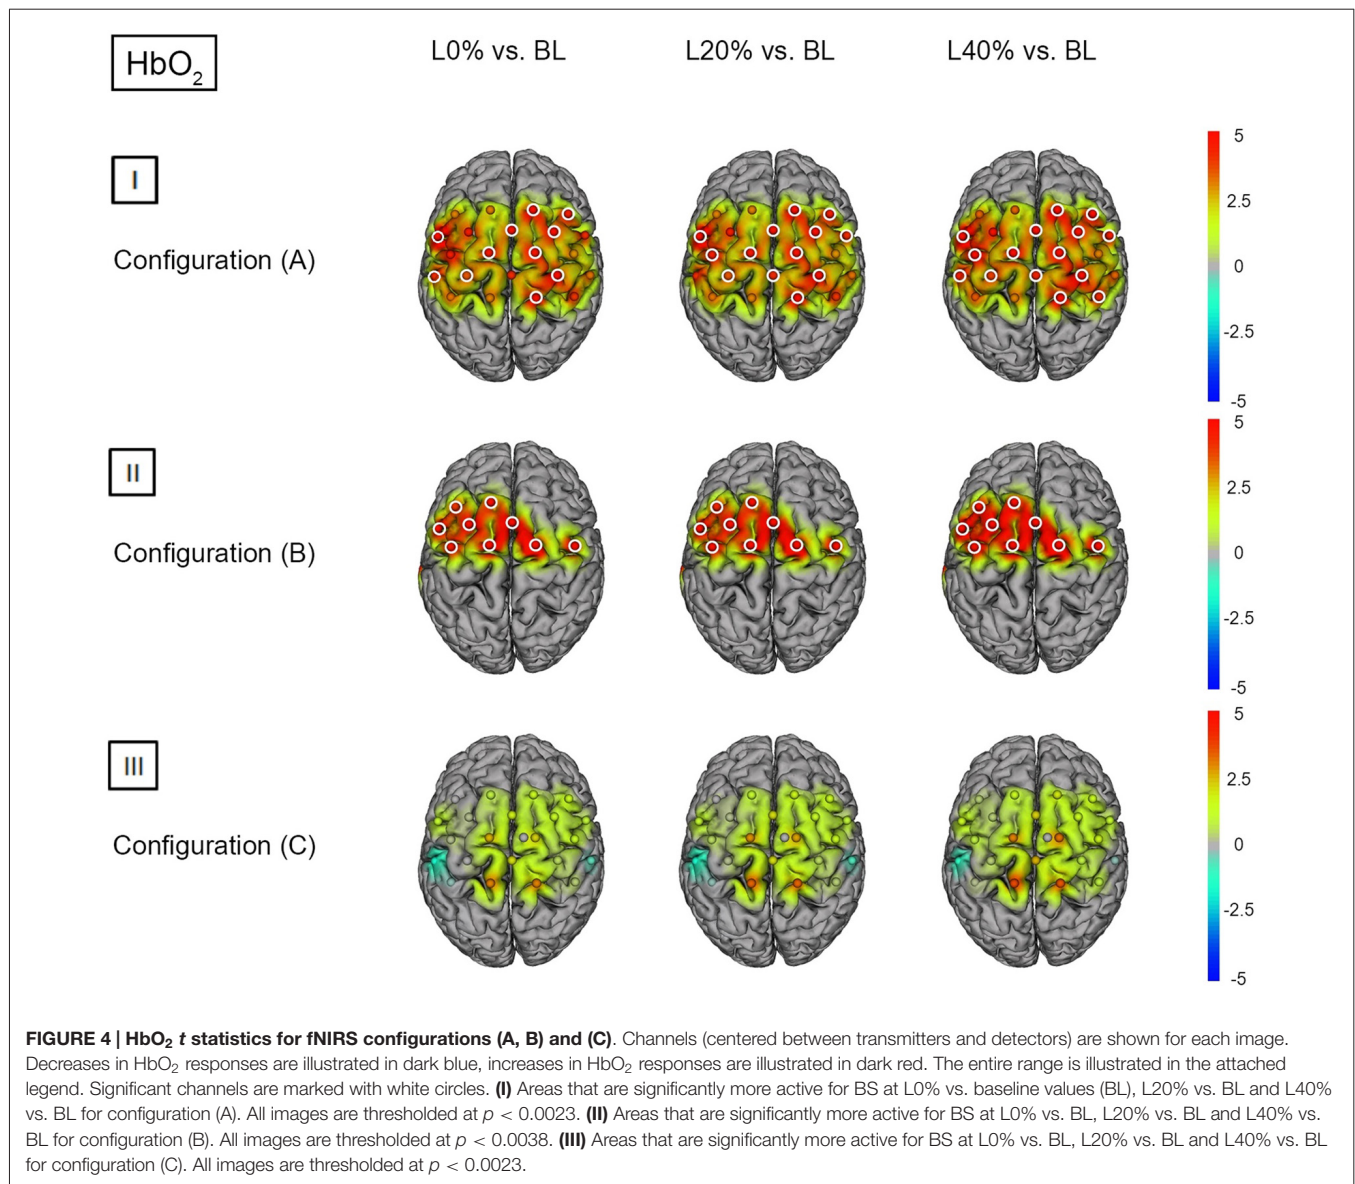 HbO2
L0% vs. BL
L20% vs. BL
L40% vs. BL
I
Configuration (A)
5
2.5
0
-2.5
-5
II
Configuration (B)
5
2.5
0
-2.5
-5
III
Configuration (C)
5
2.5
0
-2.5
-5
FIGURE 4 | HbO2 t statistics for fNIRS configurations (A, B) and (C). Channels (centered between transmitters and detectors) are shown for each image.
Decreases in HbO2 responses are illustrated in dark blue, increases in HbO2 responses are illustrated in dark red. The entire range is illustrated in the attached
legend. Significant channels are marked with white circles. (I) Areas that are significantly more active for BS at L0% vs. baseline values (BL), L20% vs. BL and L40%
vs. BL for configuration (A). All images are thresholded at p < 0.0023. (II) Areas that are significantly more active for BS at L0% vs. BL, L20% vs. BL and L40% vs.
BL for configuration (B). All images are thresholded at p < 0.0038. (III) Areas that are significantly more active for BS at L0% vs. BL, L20% vs. BL and L40% vs. BL
for configuration (C). All images are thresholded at p < 0.0023.